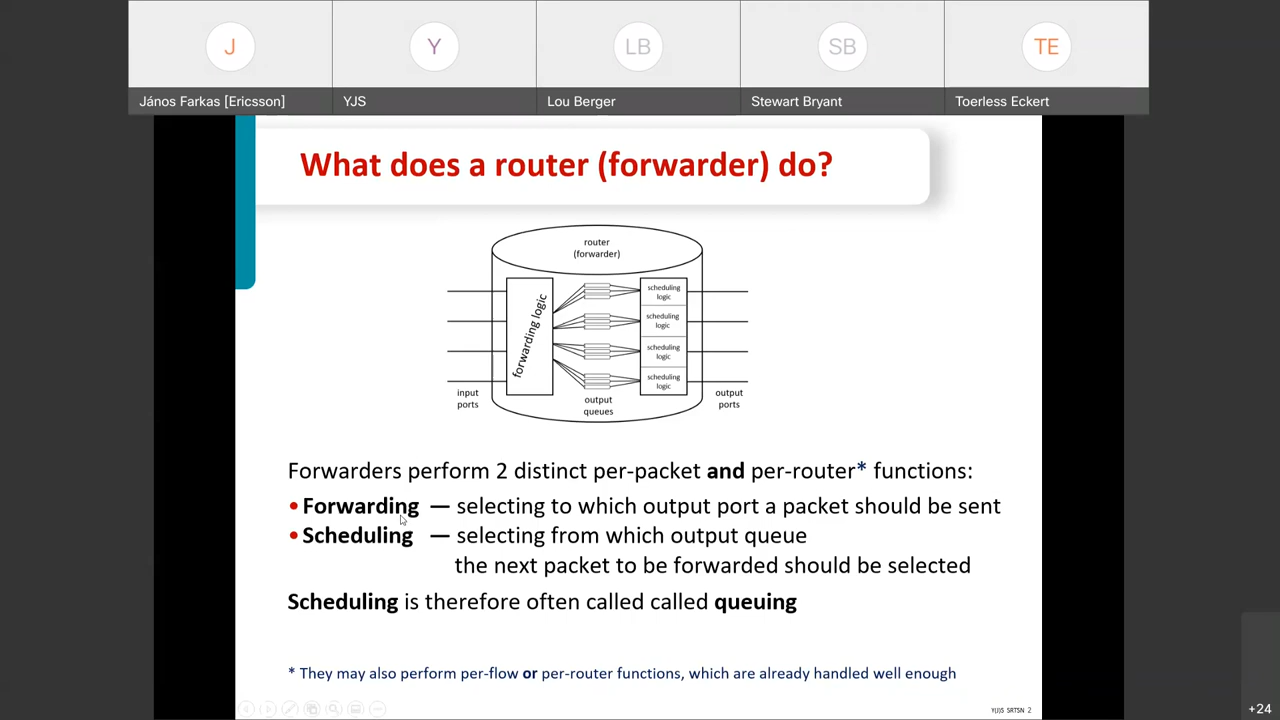 J
Y
LB
SB
TE
János Farkas [Ericsson]
YJS
Lou Berger
Stewart Bryant
Toerless Eckert
What does a router (forwarder) do?
router
(forwarder)
forwarding logic
scheduling
logic
scheduling
logic
scheduling
logic
scheduling
logic
input
ports
output
queues
output
ports
Forwarders perform 2 distinct per-packet and per-router* functions:
• Forwarding — selecting to which output port a packet should be sent
• Scheduling — selecting from which output queue
the next packet to be forwarded should be selected
Scheduling is therefore often called called queuing
* They may also perform per-flow or per-router functions, which are already handled well enough
Y(J)S SRTSN 2
+24